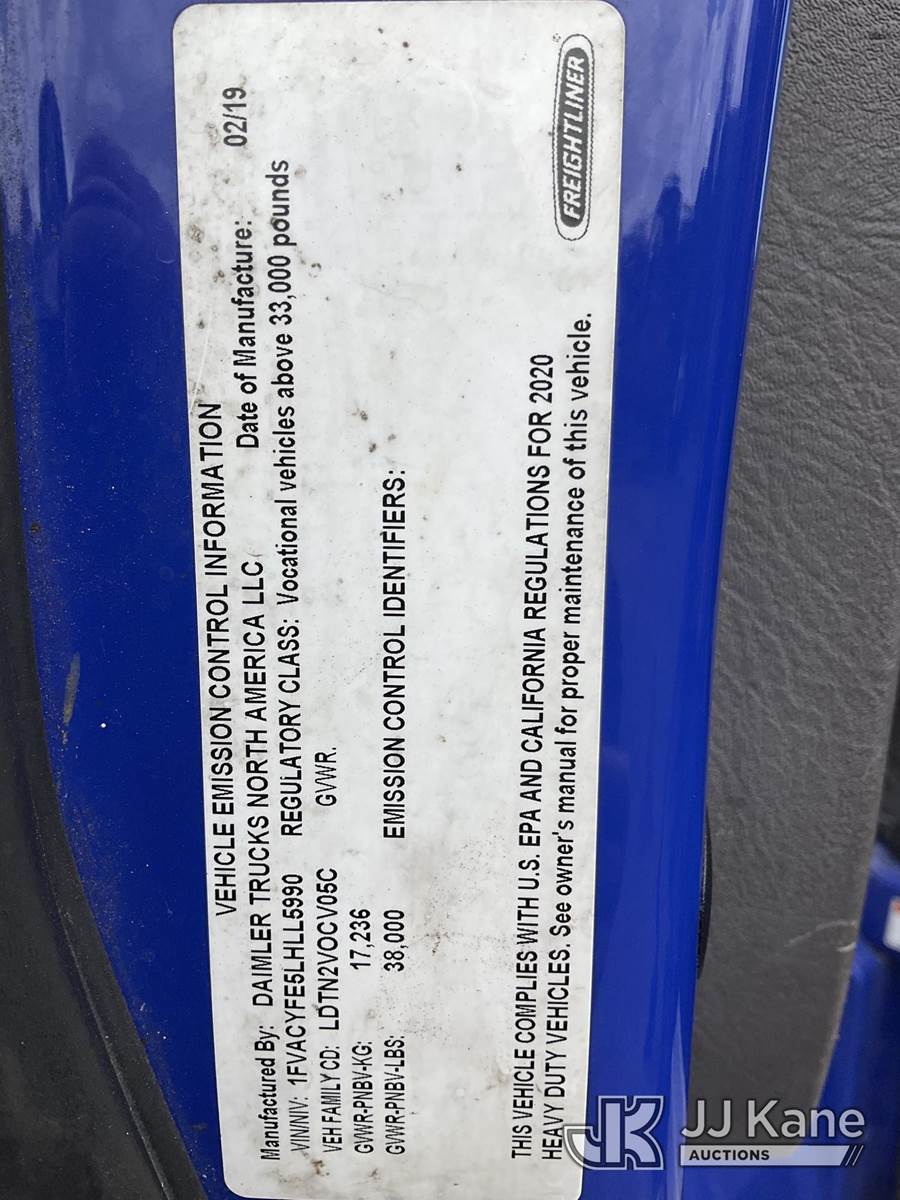 VEHICLE EMISSION CONTROL INFORMATION
Manufactured By: DAIMLER TRUCKS NORTH AMERICA LLC Date of Manufacture: 02/19
VIN/NIV: 1FVACYFE5LHLL5990 REGULATORY CLASS: Vocational vehicles above 33,000 pounds
VEH FAMILY CD: LDTN2VOCV05C GVWR.
GVWR-PNBV-KG: 17,236
GVWR-PNBV-LBS: 38,000 EMISSION CONTROL IDENTIFIERS:
THIS VEHICLE COMPLIES WITH U.S. EPA AND CALIFORNIA REGULATIONS FOR 2020
HEAVY DUTY VEHICLES. See owner's manual for proper maintenance of this vehicle.
FREIGHTLINER
JK JJ Kane
AUCTIONS